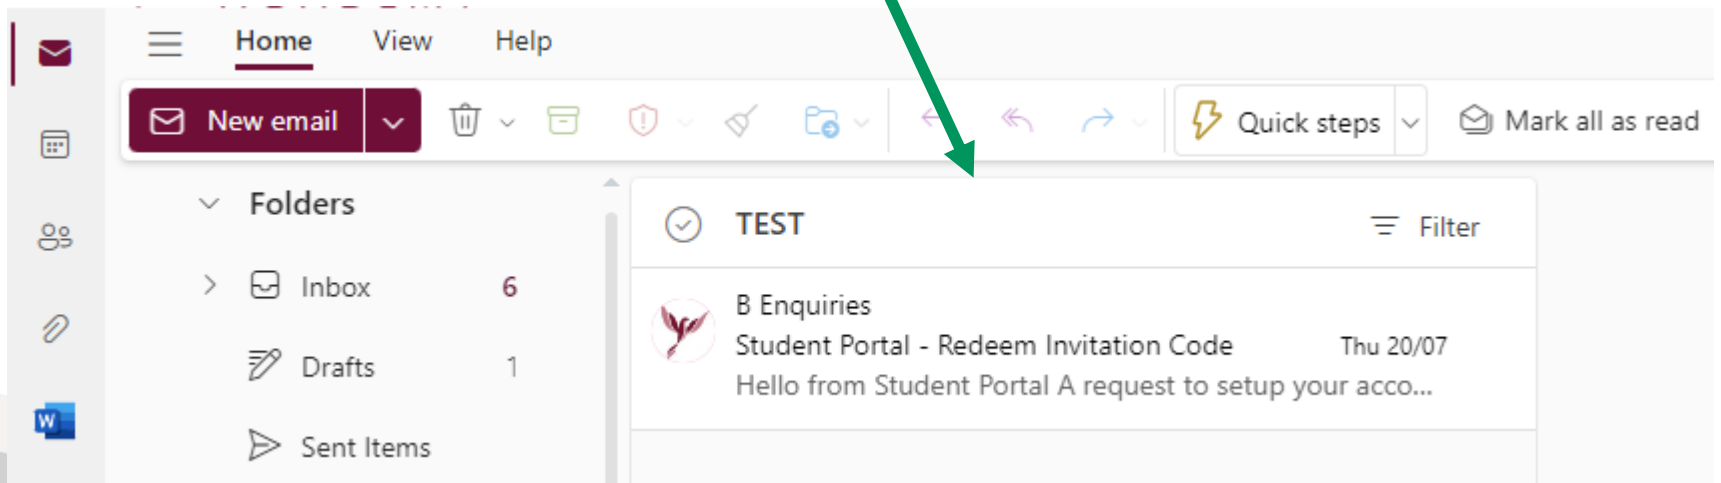 Home View Help
New email
Quick steps
Mark all as read
Folders
TEST
Filter
Inbox 6
Drafts 1
Sent Items
B Enquiries
Student Portal - Redeem Invitation Code Thu 20/07
Hello from Student Portal A request to setup your acco...
W